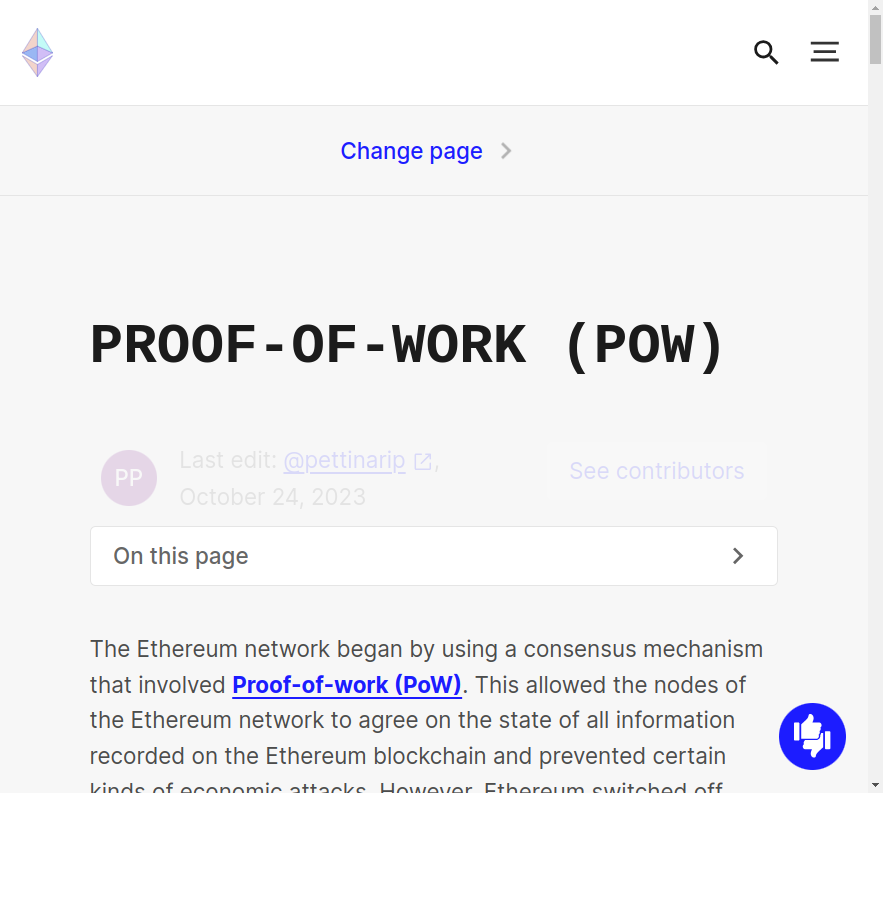 Change page
PROOF-OF-WORK (POW)
PP
Last edit: @pettinarip,
October 24, 2023
See contributors
On this page
The Ethereum network began by using a consensus mechanism
that involved Proof-of-work (PoW). This allowed the nodes of
the Ethereum network to agree on the state of all information
recorded on the Ethereum blockchain and prevented certain
kinds of economic attacks. However, Ethereum switched off